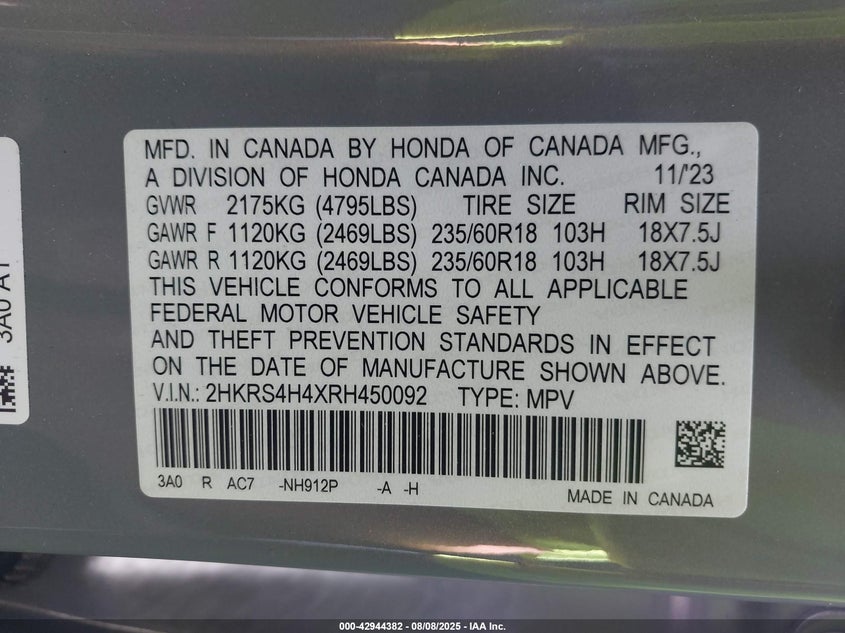 MFD. IN CANADA BY HONDA OF CANADA MFG.,
A DIVISION OF HONDA CANADA INC. 11/'23
GVWR 2175KG (4795LBS) TIRE SIZE RIM SIZE
GAWR F 1120KG (2469LBS) 235/60R18 103H 18X7.5J
GAWR R 1120KG (2469LBS) 235/60R18 103H 18X7.5J
THIS VEHICLE CONFORMS TO ALL APPLICABLE
FEDERAL MOTOR VEHICLE SAFETY
AND THEFT PREVENTION STANDARDS IN EFFECT
ON THE DATE OF MANUFACTURE SHOWN ABOVE.
V.I.N.: 2HKRS4H4XRH450092 TYPE: MPV
3A0 R AC7 -NH912P -A -H
MADE IN CANADA
3A0 A1
000-42944382 - 08/08/2025 - IAA Inc.